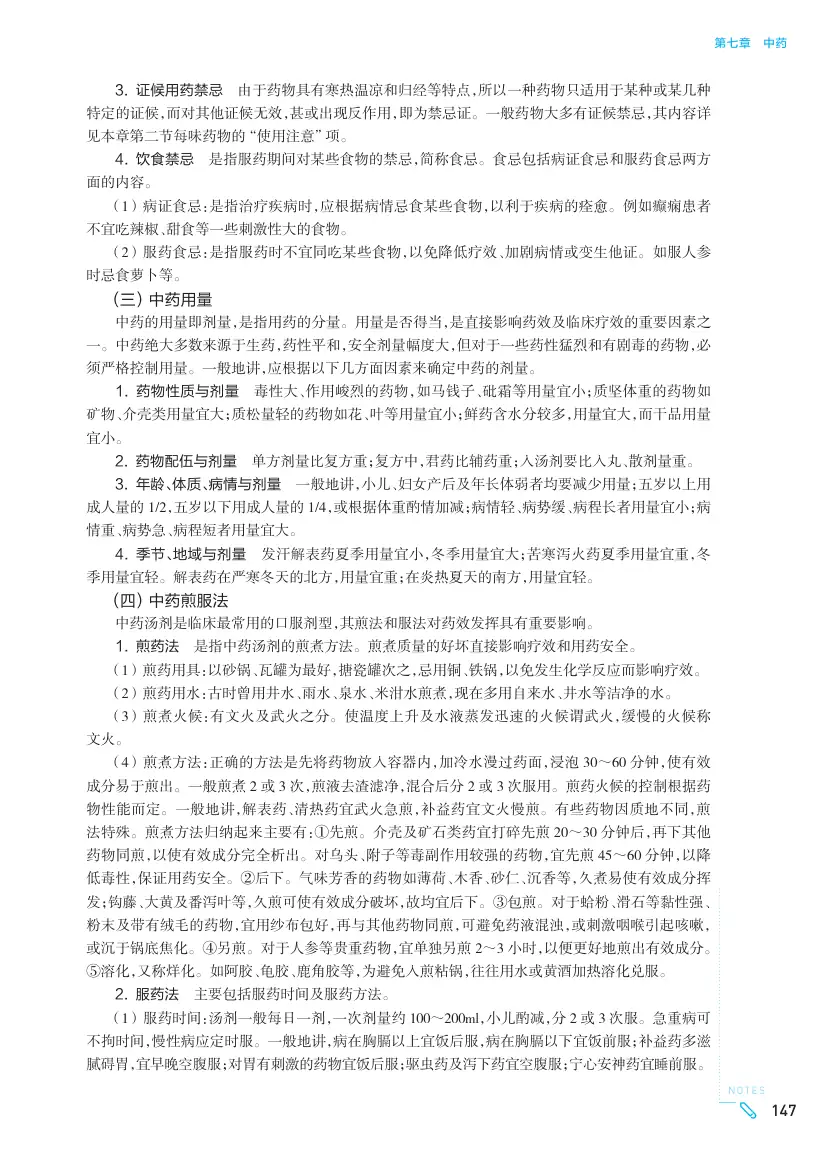 第七章　中药
3. 证候用药禁忌　由于药物具有寒热温凉和归经等特点,所以一种药物只适用于某种或某几种
特定的证候,而对其他证候无效,甚或出现反作用,即为禁忌证。一般药物大多有证候禁忌,其内容详
见本章第二节每味药物的“使用注意”项。
4. 饮食禁忌　是指服药期间对某些食物的禁忌,简称食忌。食忌包括病证食忌和服药食忌两方
面的内容。
（1）病证食忌:是指治疗疾病时,应根据病情忌食某些食物,以利于疾病的痊愈。例如癫痫患者
不宜吃辣椒、甜食等一些刺激性大的食物。
（2）服药食忌:是指服药时不宜同吃某些食物,以免降低疗效、加剧病情或变生他证。如服人参
时忌食萝卜等。
（三）中药用量
中药的用量即剂量,是指用药的分量。用量是否得当,是直接影响药效及临床疗效的重要因素之
一。中药绝大多数来源于生药,药性平和,安全剂量幅度大,但对于一些药性猛烈和有剧毒的药物,必
须严格控制用量。一般地讲,应根据以下几方面因素来确定中药的剂量。
1. 药物性质与剂量　毒性大、作用峻烈的药物,如马钱子、砒霜等用量宜小;质坚体重的药物如
矿物、介壳类用量宜大;质松量轻的药物如花、叶等用量宜小;鲜药含水分较多,用量宜大,而干品用量
宜小。
2. 药物配伍与剂量　单方剂量比复方重;复方中,君药比辅药重;入汤剂要比入丸、散剂量重。
3. 年龄、体质、病情与剂量　一般地讲,小儿、妇女产后及年长体弱者均要减少用量;五岁以上用
成人量的 1/2,五岁以下用成人量的 1/4,或根据体重酌情加减;病情轻、病势缓、病程长者用量宜小;病
情重、病势急、病程短者用量宜大。
4. 季节、地域与剂量　发汗解表药夏季用量宜小,冬季用量宜大;苦寒泻火药夏季用量宜重,冬
季用量宜轻。解表药在严寒冬天的北方,用量宜重;在炎热夏天的南方,用量宜轻。
（四）中药煎服法
中药汤剂是临床最常用的口服剂型,其煎法和服法对药效发挥具有重要影响。
1. 煎药法　是指中药汤剂的煎煮方法。煎煮质量的好坏直接影响疗效和用药安全。
（1）煎药用具:以砂锅、瓦罐为最好,搪瓷罐次之,忌用铜、铁锅,以免发生化学反应而影响疗效。
（2）煎药用水:古时曾用井水、雨水、泉水、米泔水煎煮,现在多用自来水、井水等洁净的水。
（3）煎煮火候:有文火及武火之分。使温度上升及水液蒸发迅速的火候谓武火,缓慢的火候称
文火。
（4）煎煮方法:正确的方法是先将药物放入容器内,加冷水漫过药面,浸泡 30～60 分钟,使有效
成分易于煎出。一般煎煮 2 或 3 次,煎液去渣滤净,混合后分 2 或 3 次服用。煎药火候的控制根据药
物性能而定。一般地讲,解表药、清热药宜武火急煎,补益药宜文火慢煎。有些药物因质地不同,煎
法特殊。煎煮方法归纳起来主要有:①先煎。介壳及矿石类药宜打碎先煎 20～30 分钟后,再下其他
药物同煎,以使有效成分完全析出。对乌头、附子等毒副作用较强的药物,宜先煎 45～60 分钟,以降
低毒性,保证用药安全。②后下。气味芳香的药物如薄荷、木香、砂仁、沉香等,久煮易使有效成分挥
发;钩藤、大黄及番泻叶等,久煎可使有效成分破坏,故均宜后下。③包煎。对于蛤粉、滑石等黏性强、
粉末及带有绒毛的药物,宜用纱布包好,再与其他药物同煎,可避免药液混浊,或刺激咽喉引起咳嗽,
或沉于锅底焦化。④另煎。对于人参等贵重药物,宜单独另煎 2～3 小时,以便更好地煎出有效成分。
⑤溶化,又称烊化。如阿胶、龟胶、鹿角胶等,为避免入煎粘锅,往往用水或黄酒加热溶化兑服。
2. 服药法　主要包括服药时间及服药方法。
（1）服药时间:汤剂一般每日一剂,一次剂量约 100～200ml,小儿酌减,分 2 或 3 次服。急重病可
不拘时间,慢性病应定时服。一般地讲,病在胸膈以上宜饭后服,病在胸膈以下宜饭前服;补益药多滋
腻碍胃,宜早晚空腹服;对胃有刺激的药物宜饭后服;驱虫药及泻下药宜空腹服;宁心安神药宜睡前服。
NOTES
147